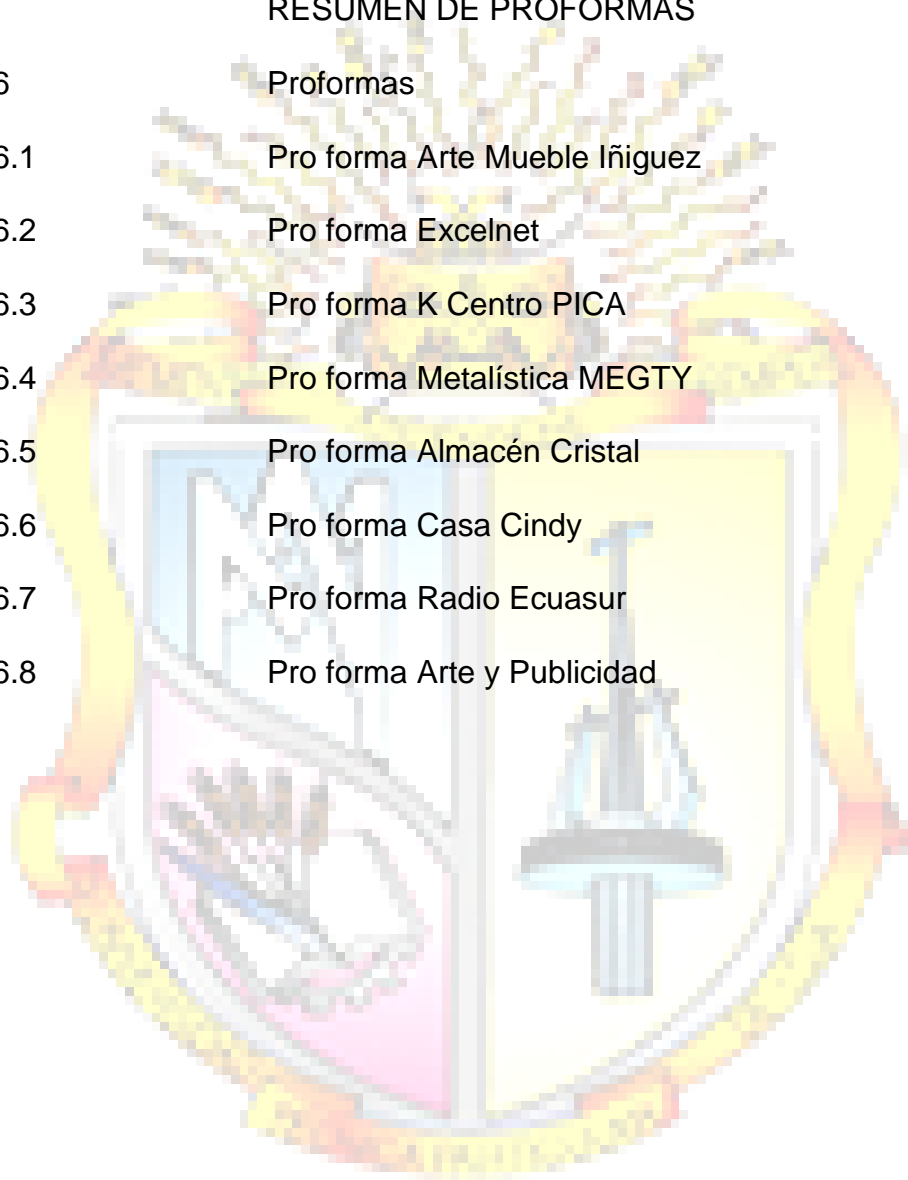 RESUMEN DE PROFORMAS
6 Proformas
6.1 Pro forma Arte Mueble Iñiguez
6.2 Pro forma Excelnet
6.3 Pro forma K Centro PICA
6.4 Pro forma Metalística MEGTY
6.5 Pro forma Almacén Cristal
6.6 Pro forma Casa Cindy
6.7 Pro forma Radio Ecuasur
6.8 Pro forma Arte y Publicidad